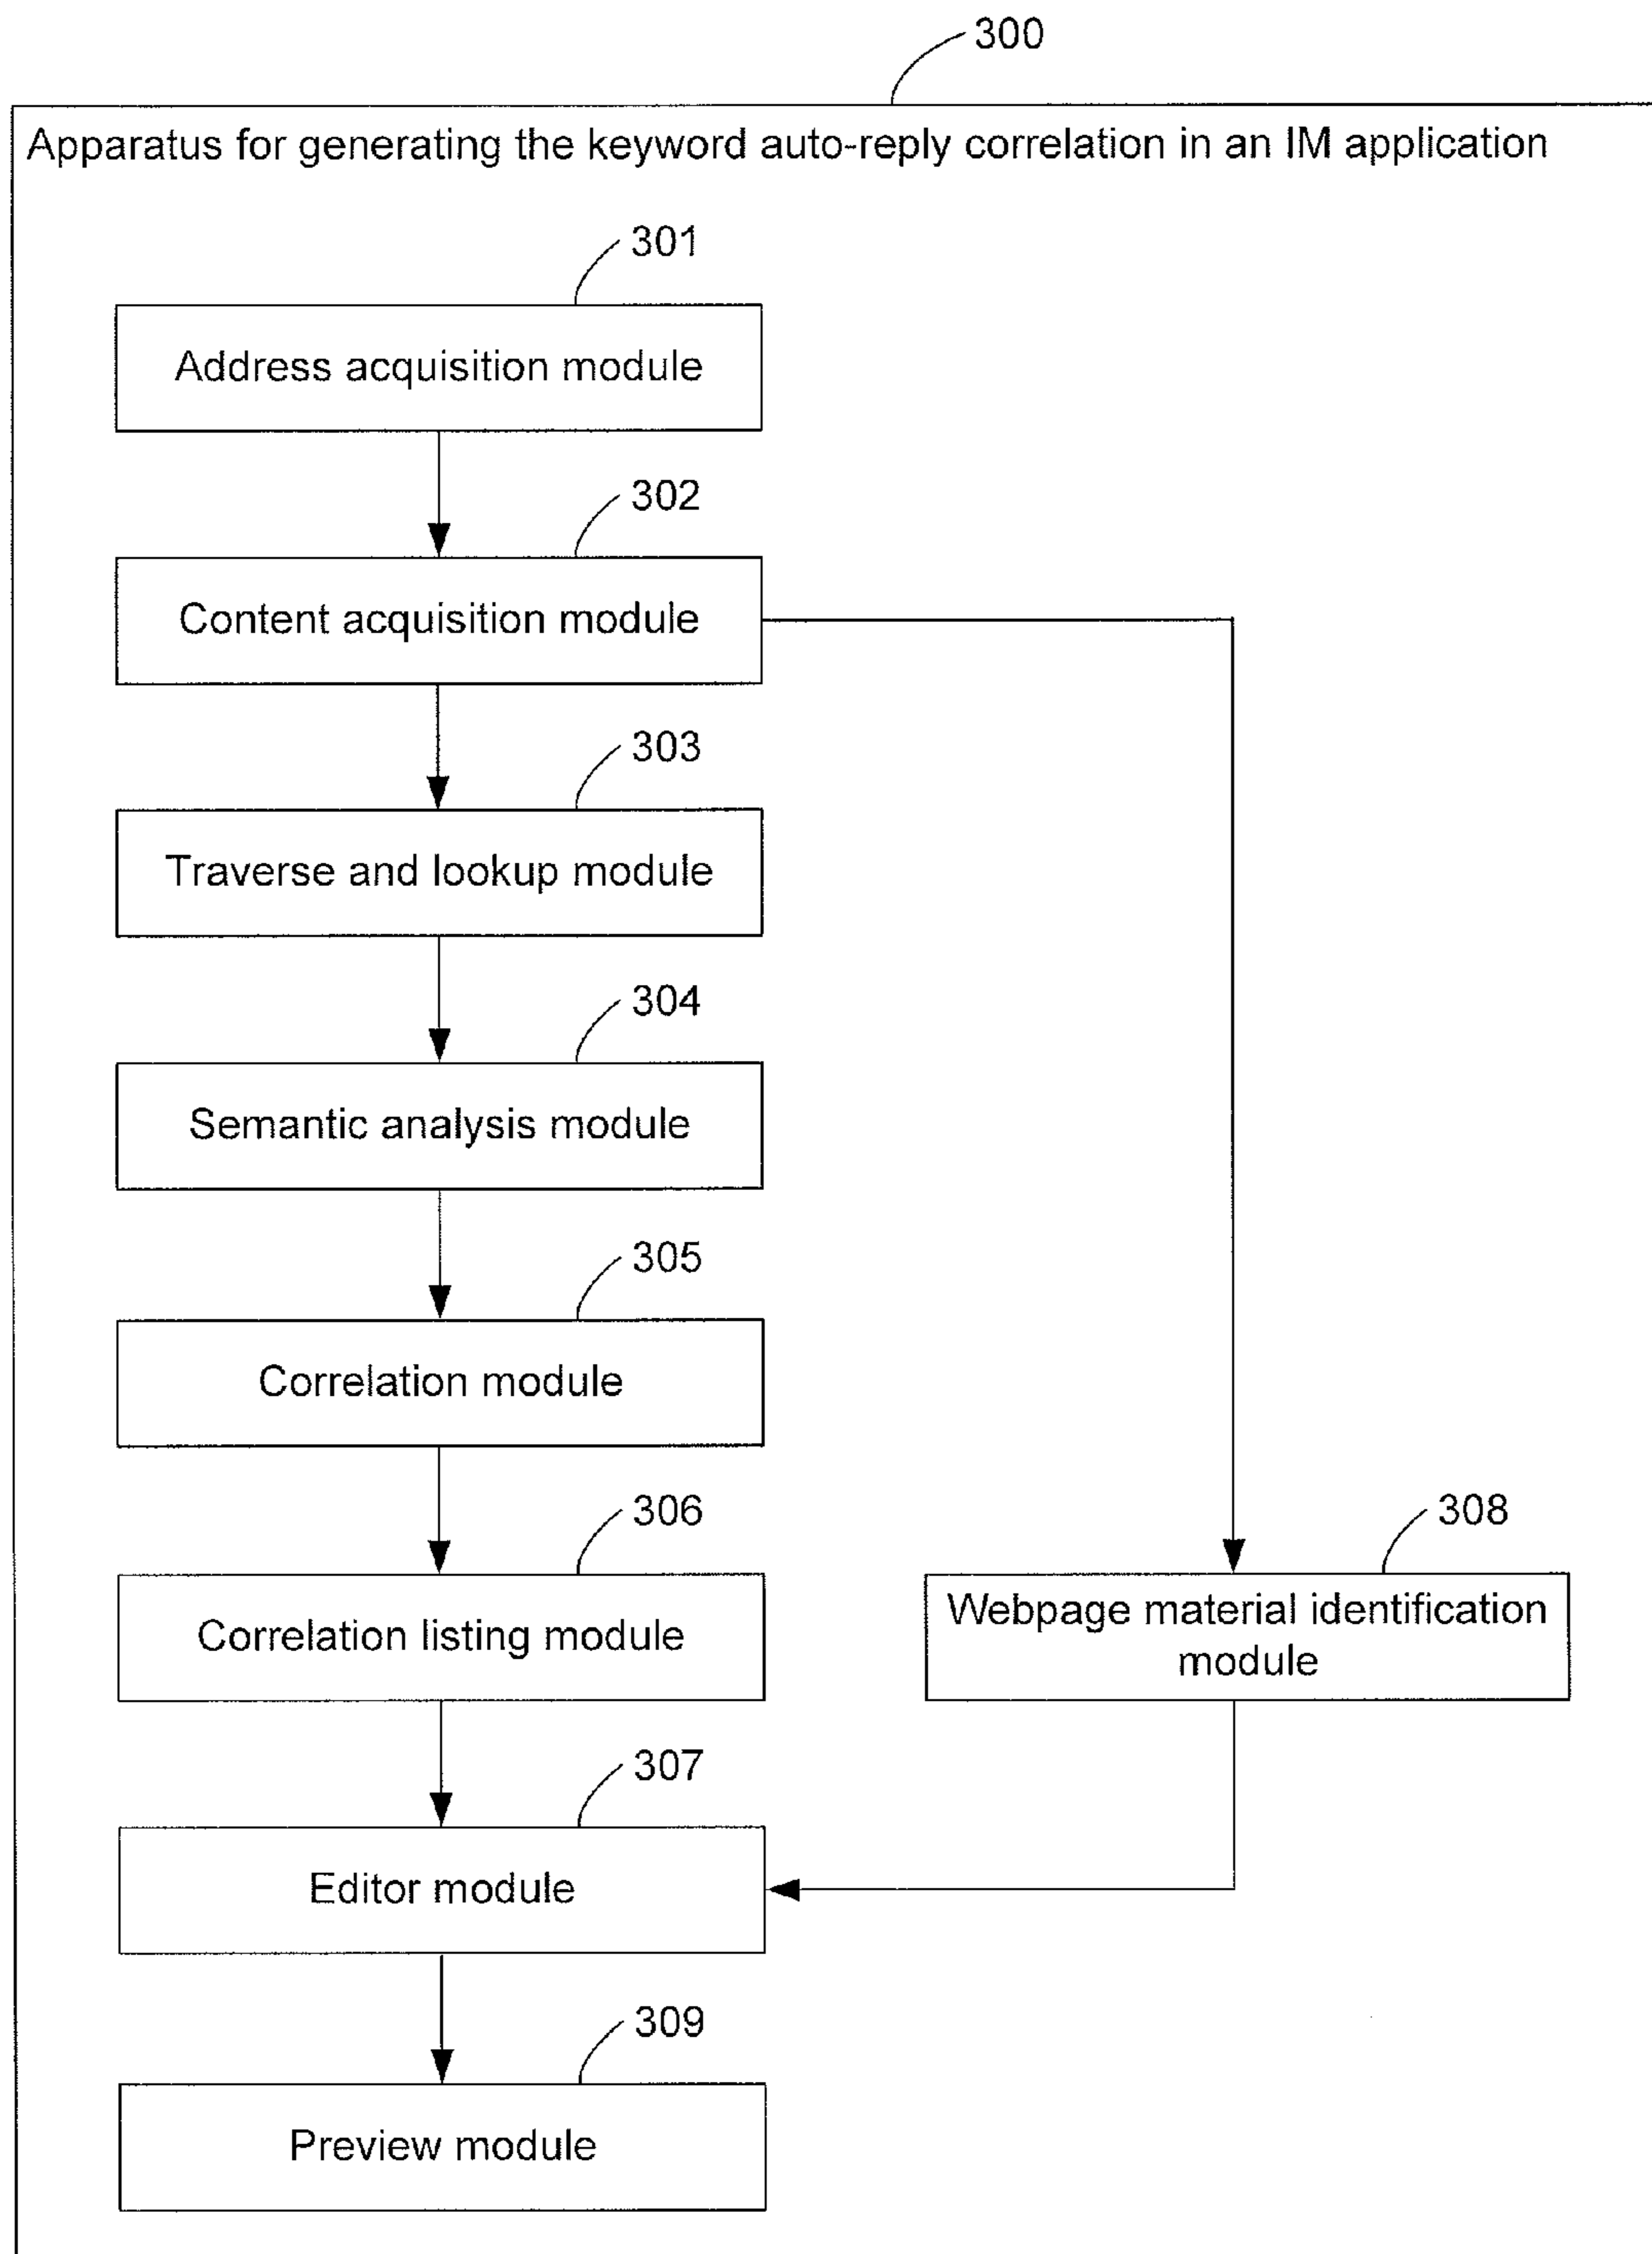 300
Apparatus for generating the keyword auto-reply correlation in an IM application
301
Address acquisition module
302
Content acquisition module
303
Traverse and lookup module
304
Semantic analysis module
305
Correlation module
306
Correlation listing module
308
Webpage material identification
module
307
Editor module
309
Preview module